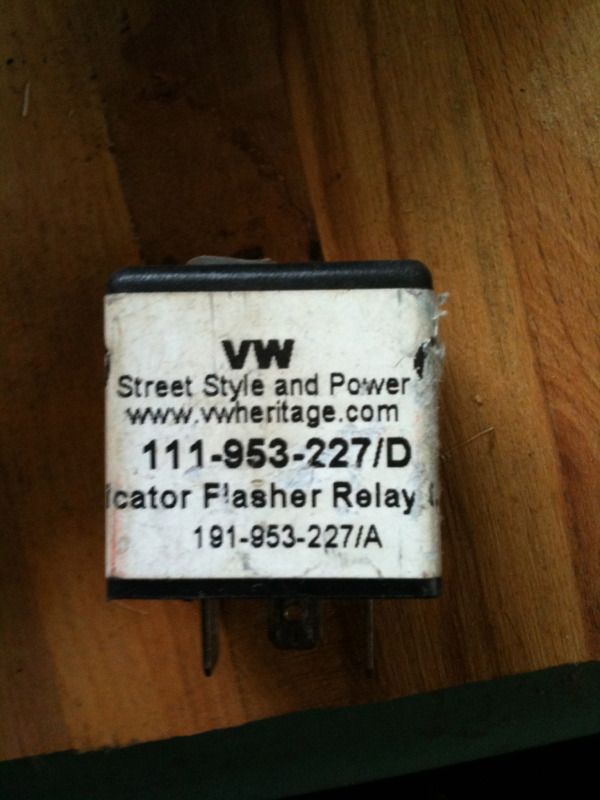 VW
Street Style and Power
www.vwheritage.com
111-953-227/D
icator Flasher Relay
191-953-227/A